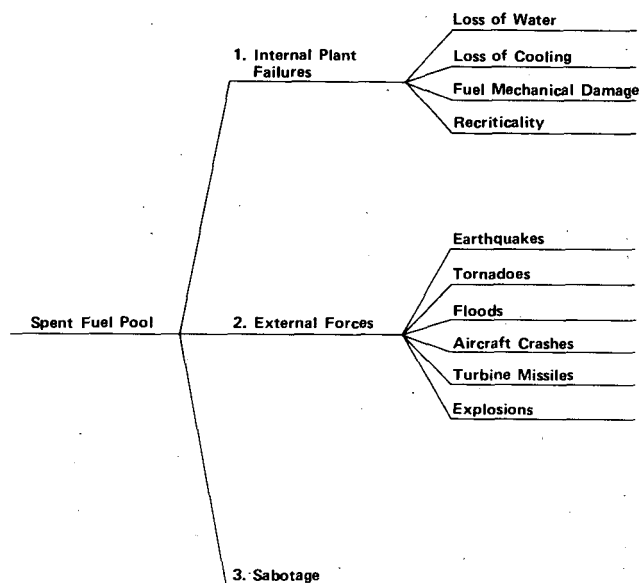 Loss of Water
1. Internal Plant
Failures
Loss of Cooling
Fuel Mechanical Damage
Recriticality
Earthquakes
Tornadoes
Spent Fuel Pool
2. External Forces
Floods
Aircraft Crashes
Turbine Missiles
Explosions
3. Sabotage